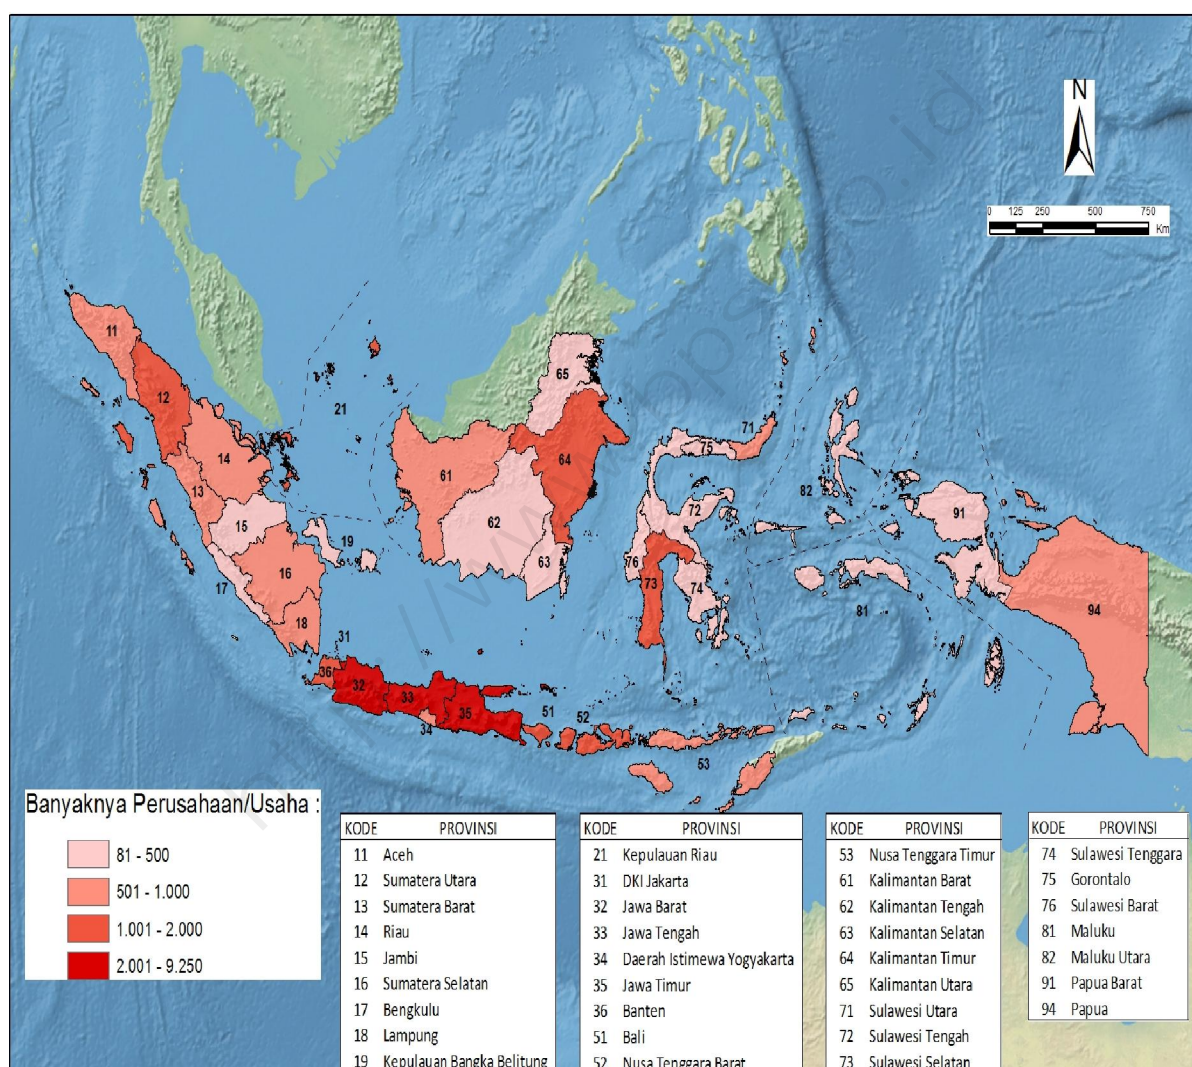 N
0 125 250 500 750
Km
11
12
13
14
15
16
17
18
19
21
31
36
32
33
34
35
51
52
53
61
62
63
64
65
71
75
72
76
73
74
82
81
91
94
Banyaknya Perusahaan/Usaha :
81 - 500
501 - 1.000
1.001 - 2.000
2.001 - 9.250
KODE PROVINSI
11 Aceh
12 Sumatera Utara
13 Sumatera Barat
14 Riau
15 Jambi
16 Sumatera Selatan
17 Bengkulu
18 Lampung
19 Kepulauan Bangka Belitung
KODE PROVINSI
21 Kepulauan Riau
31 DKI Jakarta
32 Jawa Barat
33 Jawa Tengah
34 Daerah Istimewa Yogyakarta
35 Jawa Timur
36 Banten
51 Bali
52 Nusa Tenggara Barat
KODE PROVINSI
53 Nusa Tenggara Timur
61 Kalimantan Barat
62 Kalimantan Tengah
63 Kalimantan Selatan
64 Kalimantan Timur
65 Kalimantan Utara
71 Sulawesi Utara
72 Sulawesi Tengah
73 Sulawesi Selatan
KODE PROVINSI
74 Sulawesi Tenggara
75 Gorontalo
76 Sulawesi Barat
81 Maluku
82 Maluku Utara
91 Papua Barat
94 Papua